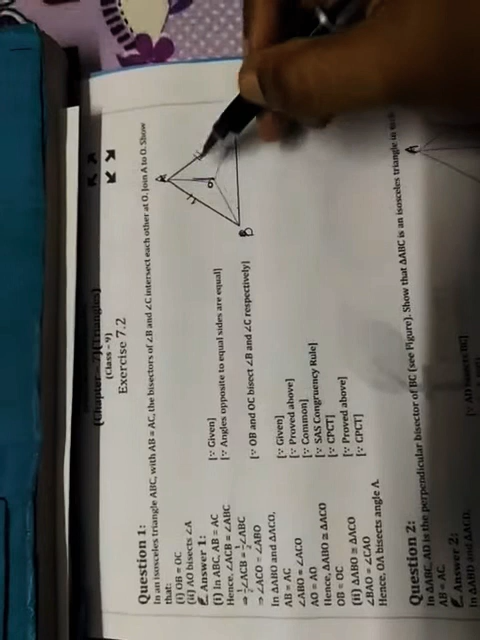 (Chapter – 7)(Triangles)
(Class – 9)
Exercise 7.2
Question 1:
In an isosceles triangle ABC, with AB = AC, the bisectors of ∠B and ∠C intersect each other at O. Join A to O. Show
that:
(i) OB = OC
(ii) AO bisects ∠A
Answer 1:
(i) In ABC, AB = AC [∵ Given]
Hence, ∠ACB = ∠ABC [∵ Angles opposite to equal sides are equal]
⇒ 1/2∠ACB = 1/2∠ABC
⇒ ∠ACO = ∠ABO [∵ OB and OC bisect ∠B and ∠C respectively]
In ΔABO and ΔACO,
AB = AC [∵ Given]
∠ABO = ∠ACO [∵ Proved above]
AO = AO [∵ Common]
Hence, ΔABO ≅ ΔACO [∵ SAS Congruency Rule]
OB = OC [∵ CPCT]
(ii) ΔABO ≅ ΔACO [∵ Proved above]
∠BAO = ∠CAO [∵ CPCT]
Hence, OA bisects angle A.
A
O
B
Question 2:
In ΔABC, AD is the perpendicular bisector of BC (see Figure). Show that ΔABC is an isosceles triangle in
AB = AC.
Answer 2:
In ΔABD and ΔACD,
[∵ AD bisects BC]
A